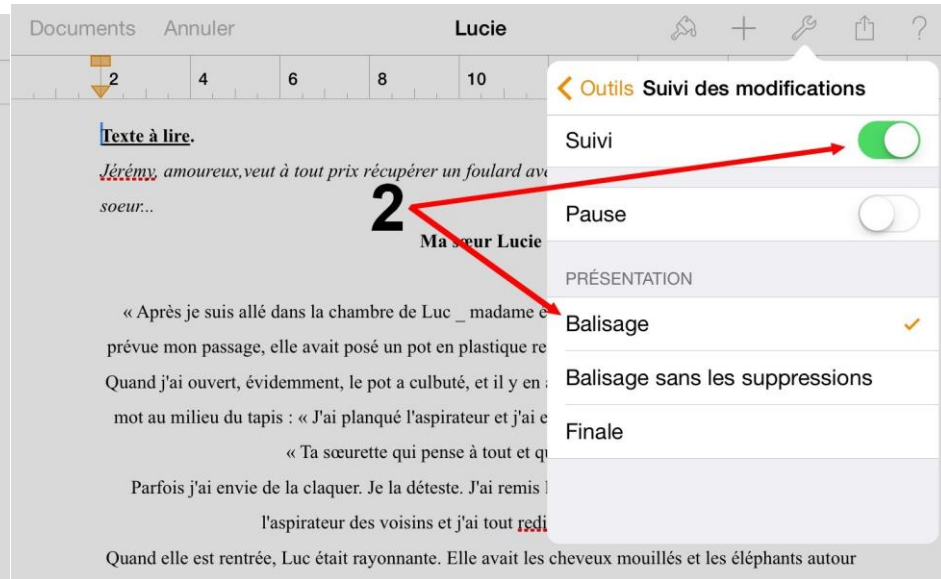 Documents Annuler Lucie ?
2 4 6 8 10
Outils Suivi des modifications
Suivi
Pause
PRÉSENTATION
Balisage
Balisage sans les suppressions
Finale
2
Texte à lire.
Jérémy, amoureux,veut à tout prix récupérer un foulard
soeur...
Ma sœur Lucie
« Après je suis allé dans la chambre de Luc _ madame
prévue mon passage, elle avait posé un pot en plastique
Quand j'ai ouvert, évidemment, le pot a culbuté, et il y en
mot au milieu du tapis : « J'ai planqué l'aspirateur et j'ai
« Ta sœurette qui pense à tout et
Parfois j'ai envie de la claquer. Je la déteste. J'ai remis
l'aspirateur des voisins et j'ai tout
Quand elle est rentrée, Luc était rayonnante. Elle avait les cheveux mouillés et les éléphants autour